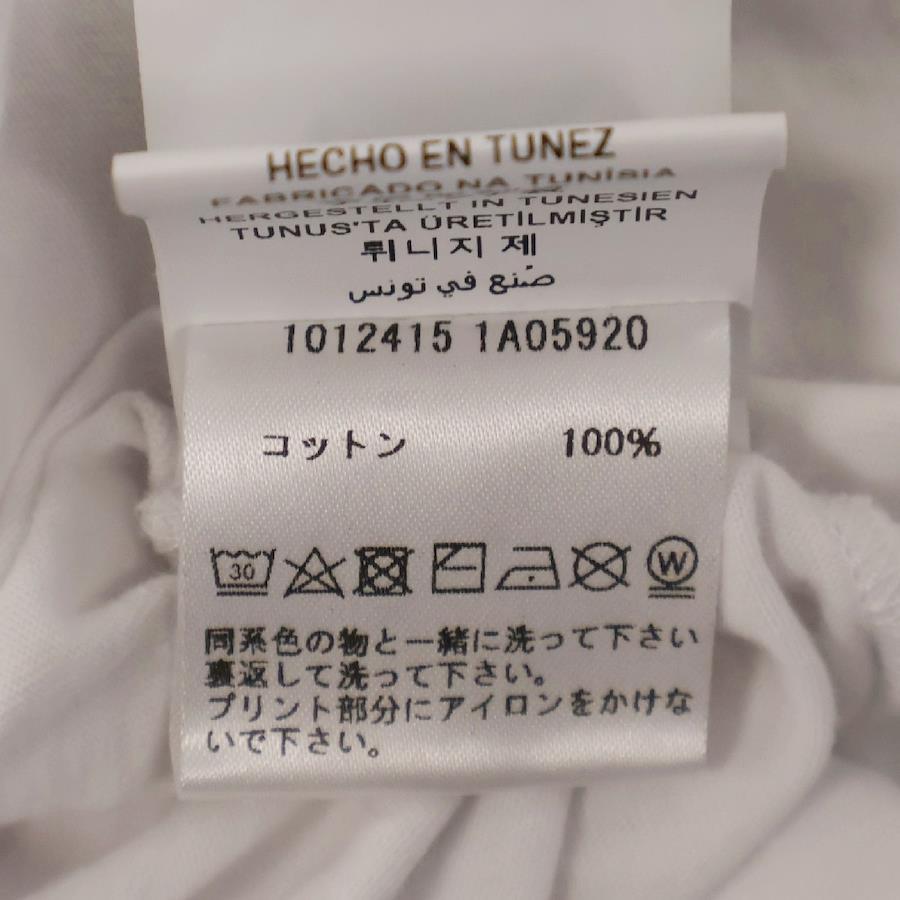 HECHO EN TUNEZ
FABRICADO NA TUNÍSIA
HERGESTELLT IN TUNESIEN
TUNUS'TA ÜRETİLMİŞTİR
튀니지 제
صُنع في تونس
1012415 1A05920
コットン 100%
30 W
同系色の物と一緒に洗って下さい
裏返して洗って下さい。
プリント部分にアイロンをかけな
いで下さい。